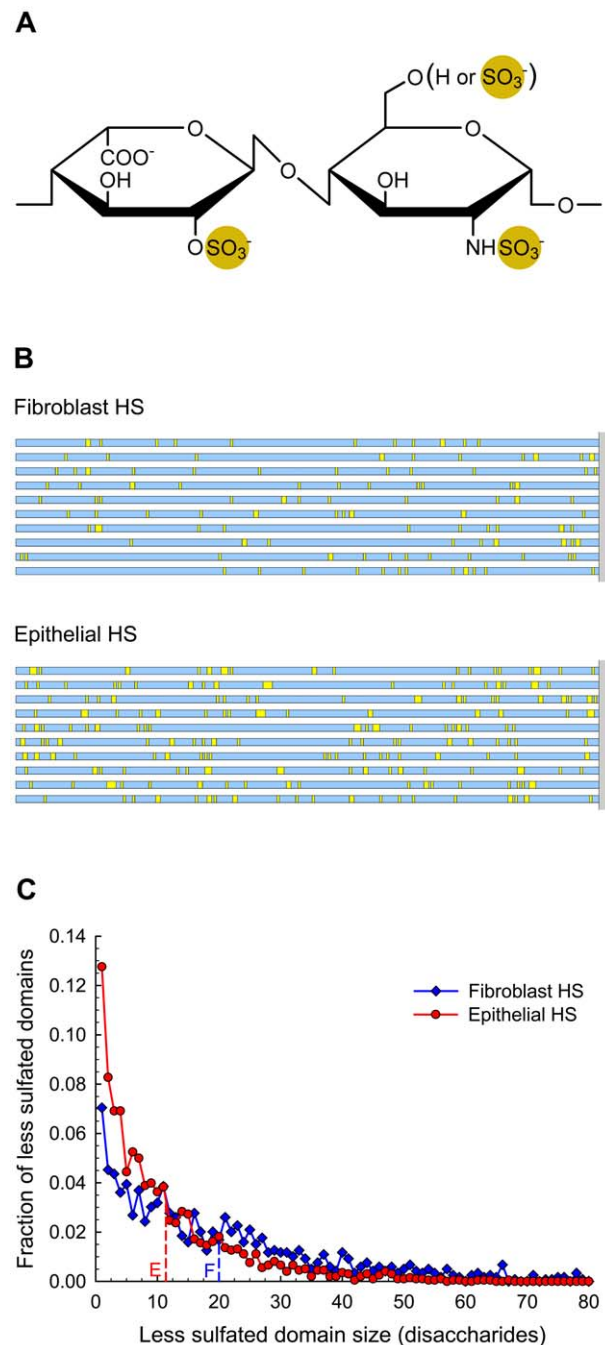 A
O(H or SO₃⁻)
O
O
COO⁻
OH
O
OH
O
OSO₃⁻
NHSO₃⁻
B
Fibroblast HS
Epithelial HS
C
0.14
0.12
0.10
0.08
0.06
0.04
0.02
0.00
Fraction of less sulfated domains
Fibroblast HS
Epithelial HS
E
F
0 10 20 30 40 50 60 70 80
Less sulfated domain size (disaccharides)